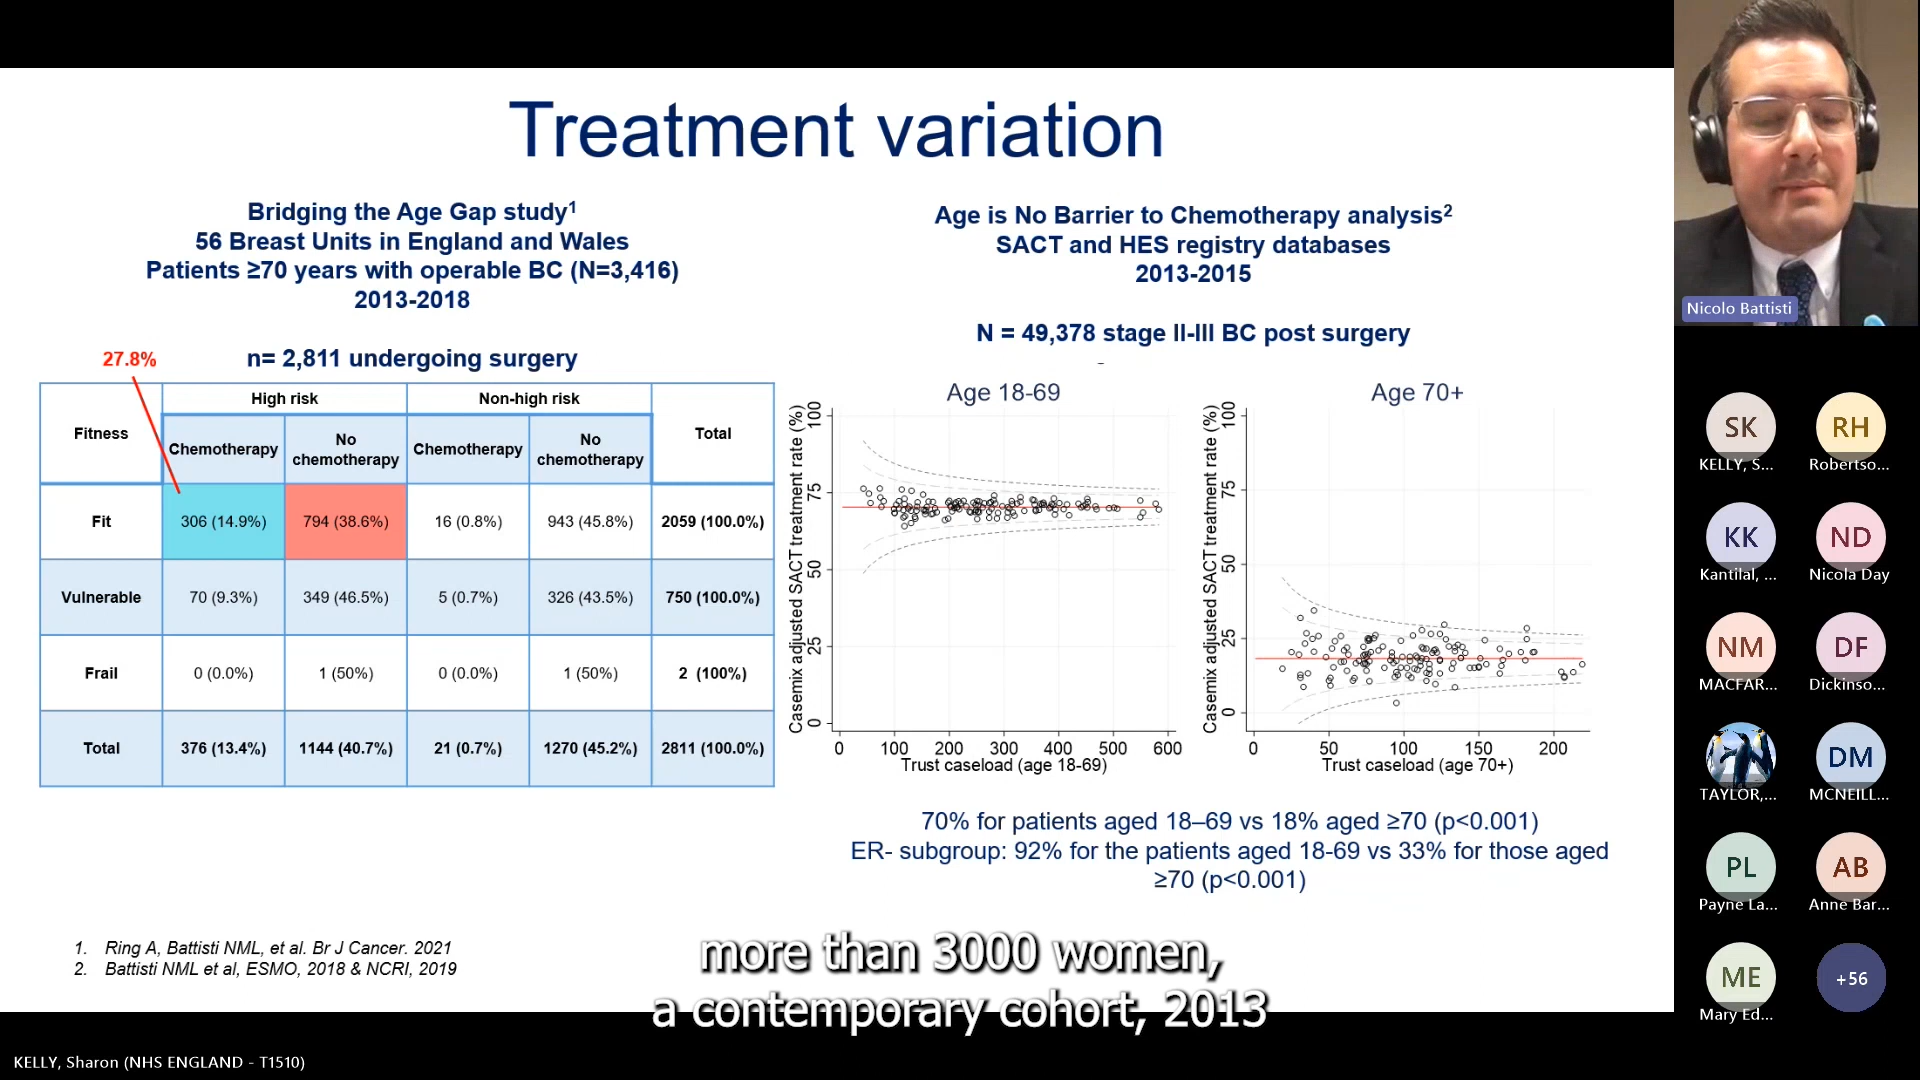 Treatment variation
Bridging the Age Gap study1
56 Breast Units in England and Wales
Patients ≥70 years with operable BC (N=3,416)
2013-2018
n= 2,811 undergoing surgery
27.8%
Fitness High risk Non-high risk Total
Chemotherapy No chemotherapy Chemotherapy No chemotherapy
Fit 306 (14.9%) 794 (38.6%) 16 (0.8%) 943 (45.8%) 2059 (100.0%)
Vulnerable 70 (9.3%) 349 (46.5%) 5 (0.7%) 326 (43.5%) 750 (100.0%)
Frail 0 (0.0%) 1 (50%) 0 (0.0%) 1 (50%) 2 (100%)
Total 376 (13.4%) 1144 (40.7%) 21 (0.7%) 1270 (45.2%) 2811 (100.0%)
Age is No Barrier to Chemotherapy analysis2
SACT and HES registry databases
2013-2015
N = 49,378 stage II-III BC post surgery
Age 18-69
Casemix adjusted SACT treatment rate (%)
100
75
50
25
0
0 100 200 300 400 500 600
Trust caseload (age 18-69)
Age 70+
Casemix adjusted SACT treatment rate (%)
100
75
50
25
0
0 50 100 150 200
Trust caseload (age 70+)
70% for patients aged 18–69 vs 18% aged ≥70 (p<0.001)
ER- subgroup: 92% for the patients aged 18-69 vs 33% for those aged
≥70 (p<0.001)
1. Ring A, Battisti NML, et al. Br J Cancer. 2021
2. Battisti NML et al, ESMO, 2018 & NCRI, 2019
more than 3000 women,
a contemporary cohort, 2013
KELLY, Sharon (NHS ENGLAND - T1510)
Nicolo Battisti
SK RH
KELLY, S... Robertso...
KK ND
Kantilal, ... Nicola Day
NM DF
MACFAR... Dickinso...
DM
TAYLOR,... MCNEILL...
PL AB
Payne La... Anne Bar...
ME +56
Mary Ed...